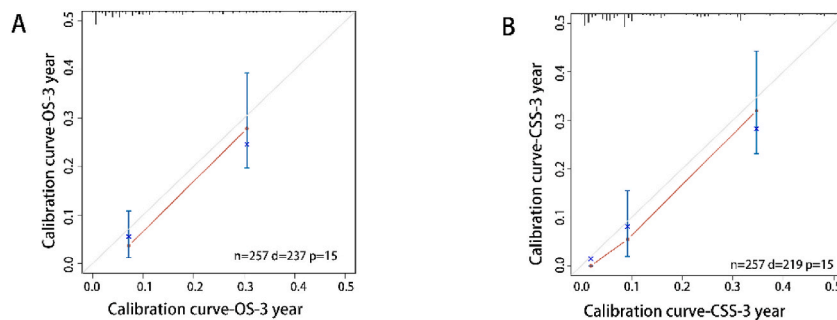 A
Calibration curve-OS-3 year
0.5
0.4
0.3
0.2
0.1
0.0
n=257 d=237 p=15
0.0 0.1 0.2 0.3 0.4 0.5
Calibration curve-OS-3 year
B
Calibration curve-CSS-3 year
0.5
0.4
0.3
0.2
0.1
0.0
n=257 d=219 p=15
0.0 0.1 0.2 0.3 0.4 0.5
Calibration curve-CSS-3 year